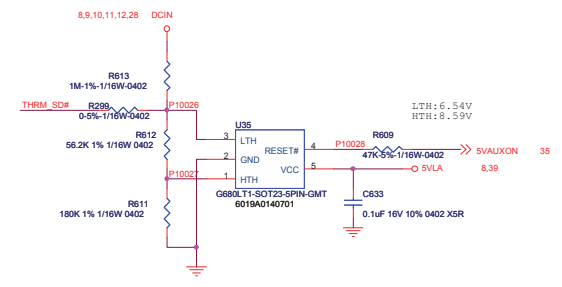 8,9,10,11,12,28 DCIN
R613
1M-1%-1/16W-0402
THRM_SD#
R299
0-5%-1/16W-0402
P10026
LTH:6.54V
HTH:8.59V
R612
56.2K 1% 1/16W 0402
U35
3 LTH
2 GND
1 HTH
RESET# 4
VCC 5
P10028
R609
47K-5%-1/16W-0402
5VAUXON 35
5VLA 8,39
P10027
G680LT1-SOT23-5PIN-GMT
6019A0140701
R611
180K 1% 1/16W 0402
C633
0.1uF 16V 10% 0402 X5R